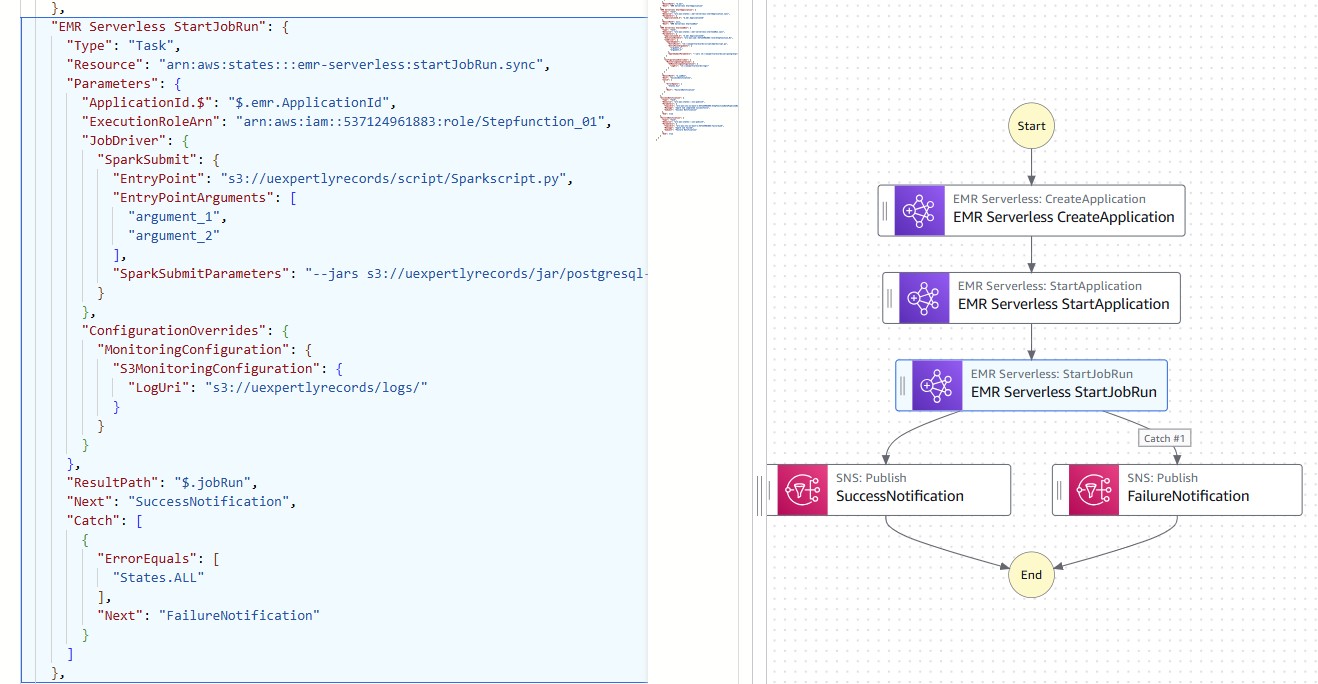 },
"EMR Serverless StartJobRun": {
"Type": "Task",
"Resource": "arn:aws:states:::emr-serverless:startJobRun.sync",
"Parameters": {
"ApplicationId.$": "$.emr.ApplicationId",
"ExecutionRoleArn": "arn:aws:iam::537124961883:role/Stepfunction_01",
"JobDriver": {
"SparkSubmit": {
"EntryPoint": "s3://uexpertlyrecords/script/Sparkscript.py",
"EntryPointArguments": [
"argument_1",
"argument_2"
],
"SparkSubmitParameters": "--jars s3://uexpertlyrecords/jar/postgresql-
}
},
"ConfigurationOverrides": {
"MonitoringConfiguration": {
"S3MonitoringConfiguration": {
"LogUri": "s3://uexpertlyrecords/logs/"
}
}
}
},
"ResultPath": "$.jobRun",
"Next": "SuccessNotification",
"Catch": [
{
"ErrorEquals": [
"States.ALL"
],
"Next": "FailureNotification"
}
]
},
Start
EMR Serverless: CreateApplication
EMR Serverless CreateApplication
EMR Serverless: StartApplication
EMR Serverless StartApplication
EMR Serverless: StartJobRun
EMR Serverless StartJobRun
Catch #1
SNS: Publish
SuccessNotification
SNS: Publish
FailureNotification
End